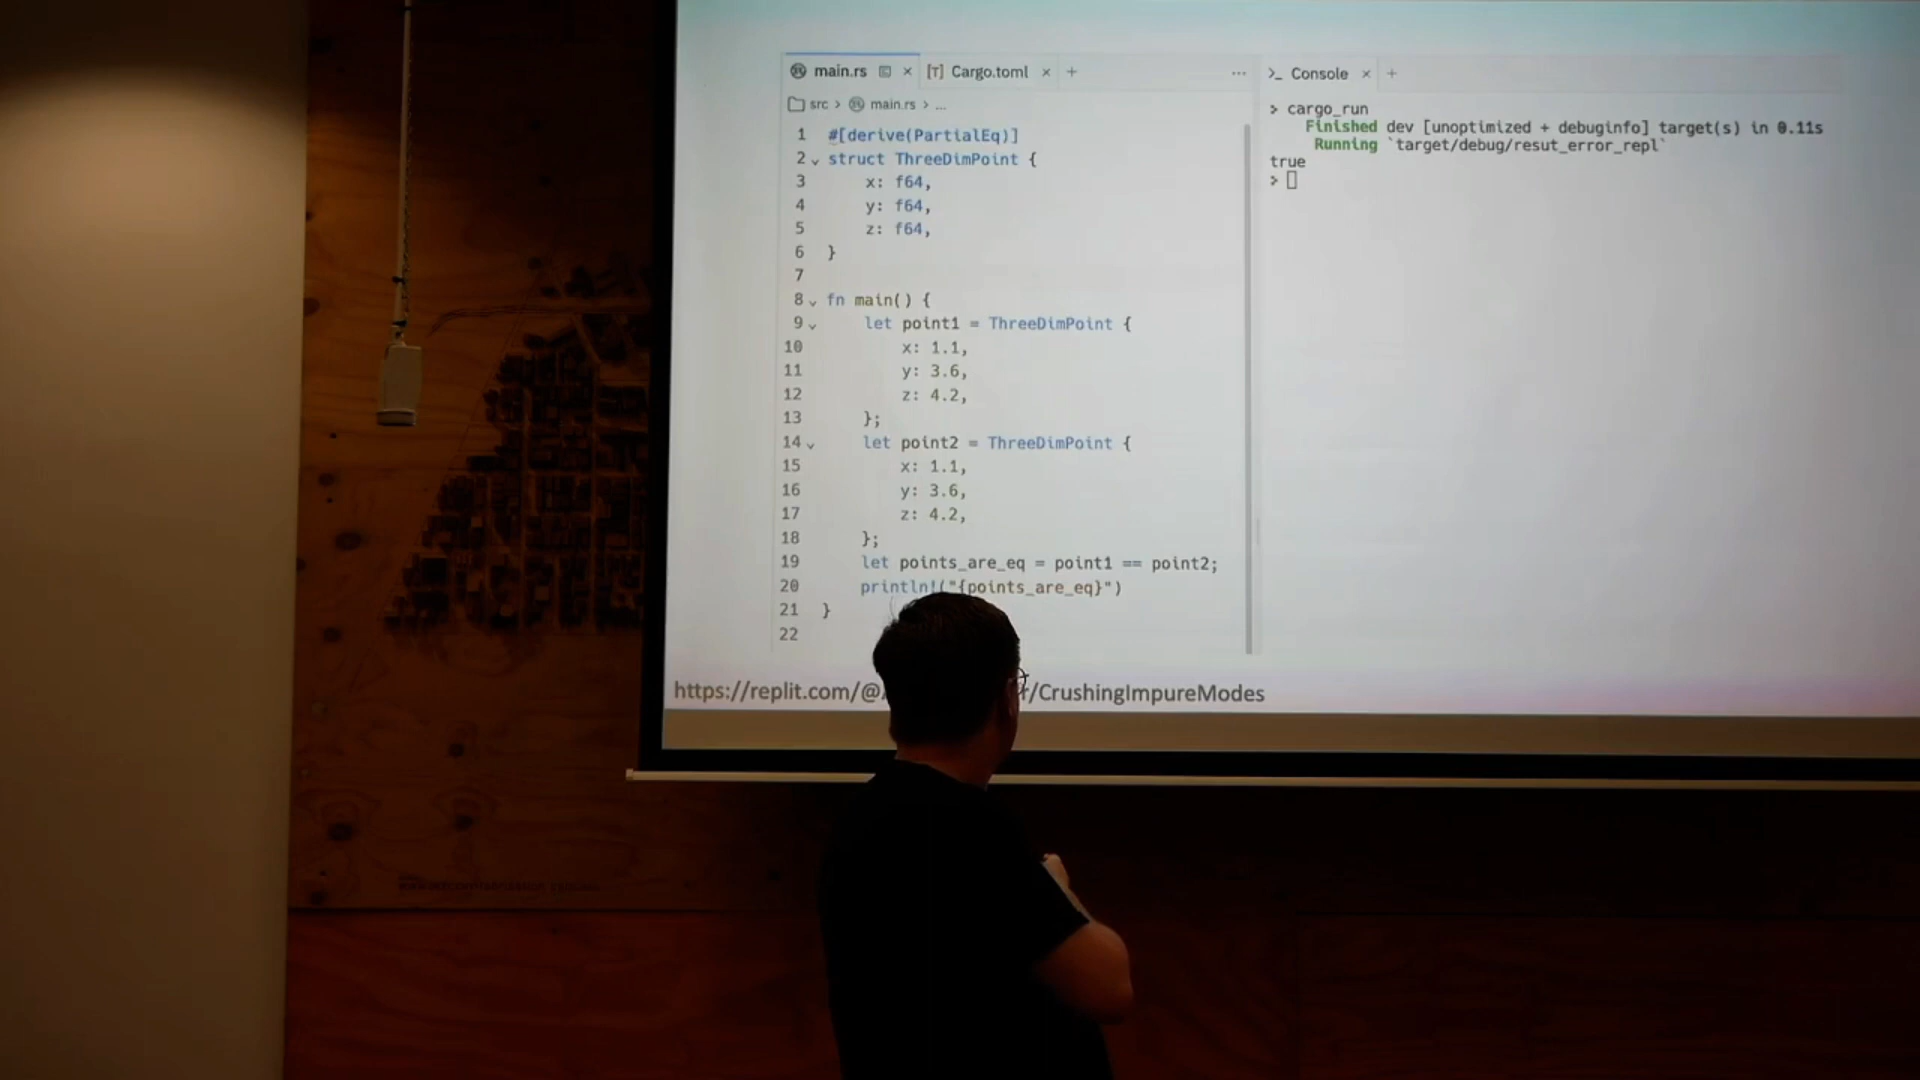 main.rs × [T] Cargo.toml × +
src > main.rs > ...
1 #[derive(PartialEq)]
2 struct ThreeDimPoint {
3 x: f64,
4 y: f64,
5 z: f64,
6 }
7
8 fn main() {
9 let point1 = ThreeDimPoint {
10 x: 1.1,
11 y: 3.6,
12 z: 4.2,
13 };
14 let point2 = ThreeDimPoint {
15 x: 1.1,
16 y: 3.6,
17 z: 4.2,
18 };
19 let points_are_eq = point1 == point2;
20 println!("{points_are_eq}")
21 }
22
... >_ Console × +
> cargo_run
Finished dev [unoptimized + debuginfo] target(s) in 0.11s
Running `target/debug/resut_error_repl`
true
>
https://replit.com/@ r/CrushingImpureModes